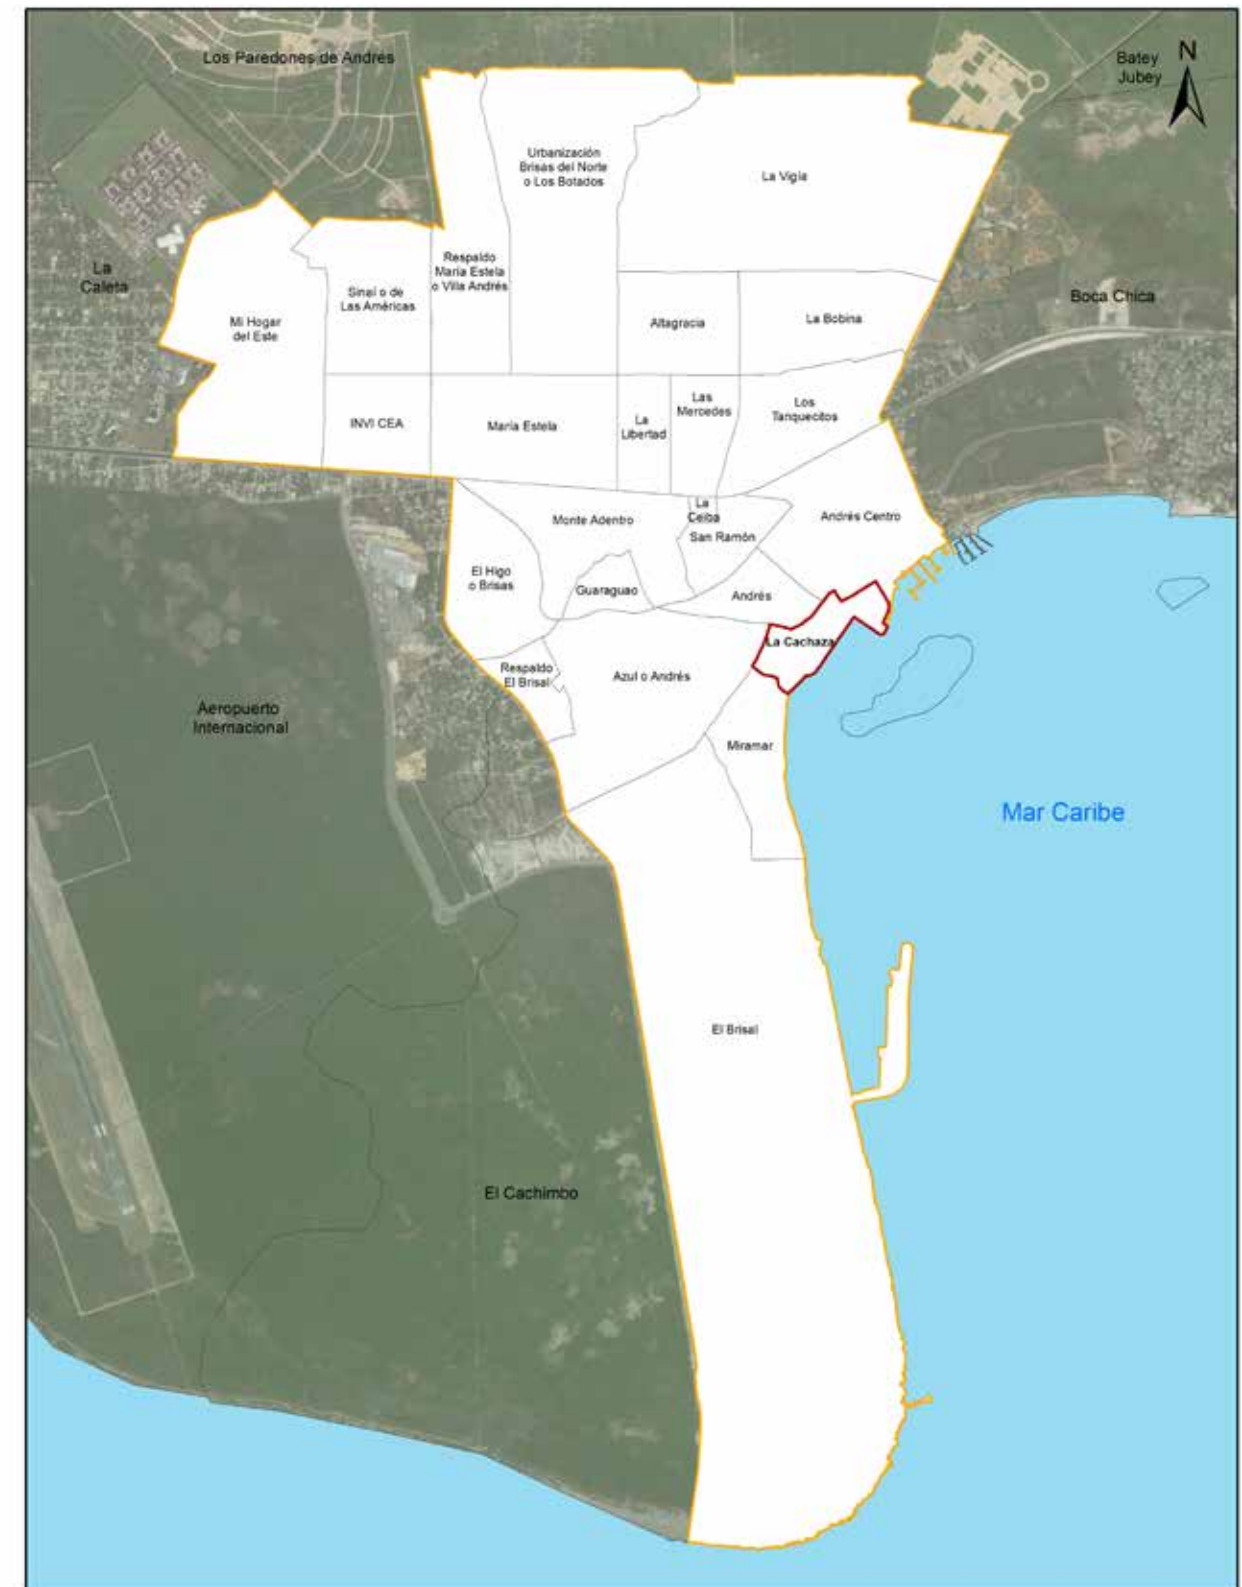 Los Paredones de Andrés
Batey
Jubey
N
Urbanización
Brisas del Norte
o Los Botados
La Vigía
La
Caleta
Respaldo
María Estela
o Villa Andrés
Sinaí o de
Las Américas
Boca Chica
Mi Hogar
del Este
Altagracia
La Bobina
INVI CEA
María Estela
La
Libertad
Las
Mercedes
Los
Tanquecitos
Monte Adentro
La
Ceiba
San Ramón
Andrés Centro
El Higo
o Brisas
Guaraguao
Andrés
La Cachaza
Respaldo
El Brisal
Azul o Andrés
Aeropuerto
Internacional
Miramar
Mar Caribe
El Brisal
El Cachimbo